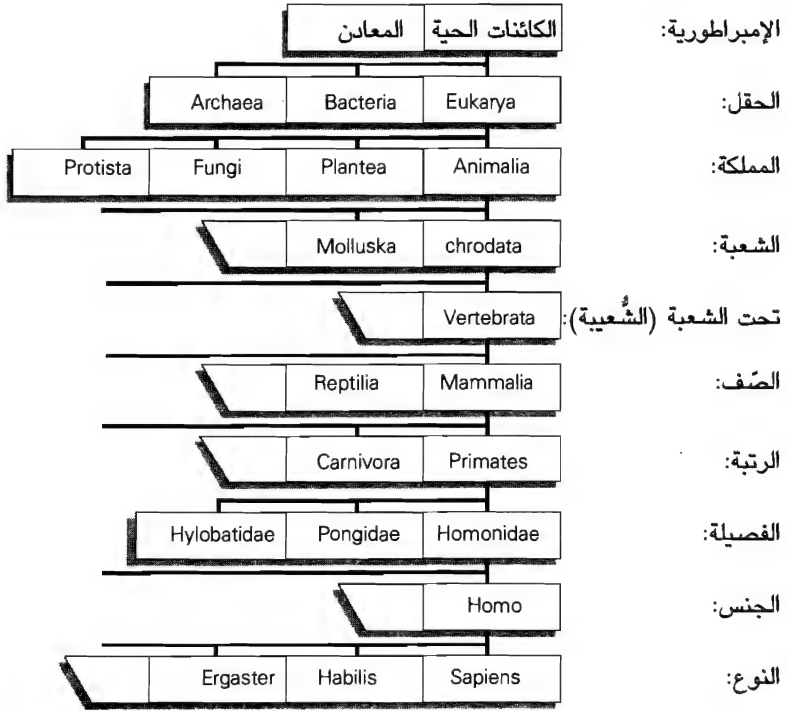 الإمبراطورية: الكائنات الحية المعادن
الحقل: Eukarya Bacteria Archaea
المملكة: Animalia Plantea Fungi Protista
الشعبة: chrodata Molluska
تحت الشعبة (الشُّعيبة): Vertebrata
الصّف: Mammalia Reptilia
الرتبة: Primates Carnivora
الفصيلة: Homonidae Pongidae Hylobatidae
الجنس: Homo
النوع: Sapiens Habilis Ergaster